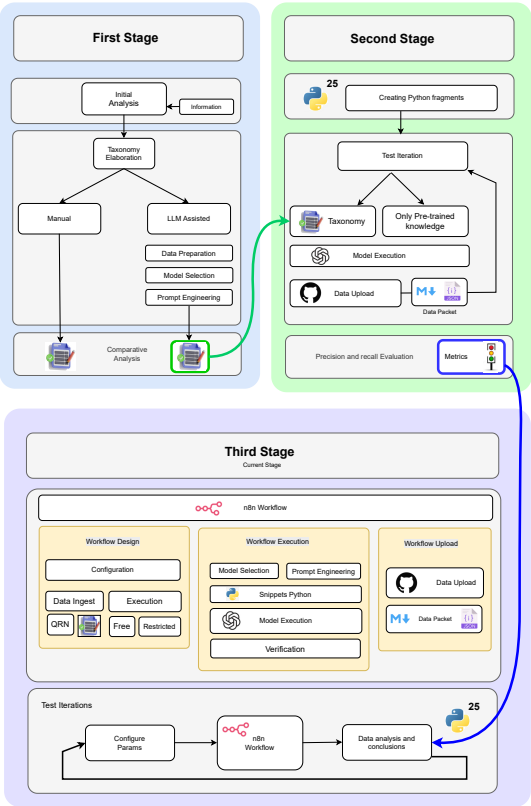 First Stage
Initial
Analysis
Information
Taxonomy
Elaboration
Manual
LLM Assisted
Data Preparation
Model Selection
Prompt Engineering
Comparative
Analysis
Second Stage
25
Creating Python fragments
Test Iteration
Taxonomy
Only Pre-trained
knowledge
Model Execution
Data Upload
JSON
Data Packet
Precision and recall Evaluation
Metrics
Third Stage
Current Stage
n8n Workflow
Workflow Design
Configuration
Data Ingest
Execution
QRN
Free
Restricted
Workflow Execution
Model Selection
Prompt Engineering
Snippets Python
Model Execution
Verification
Workflow Upload
Data Upload
Data Packet
JSON
Test Iterations
25
Configure
Params
n8n
Workflow
Data analysis and
conclusions